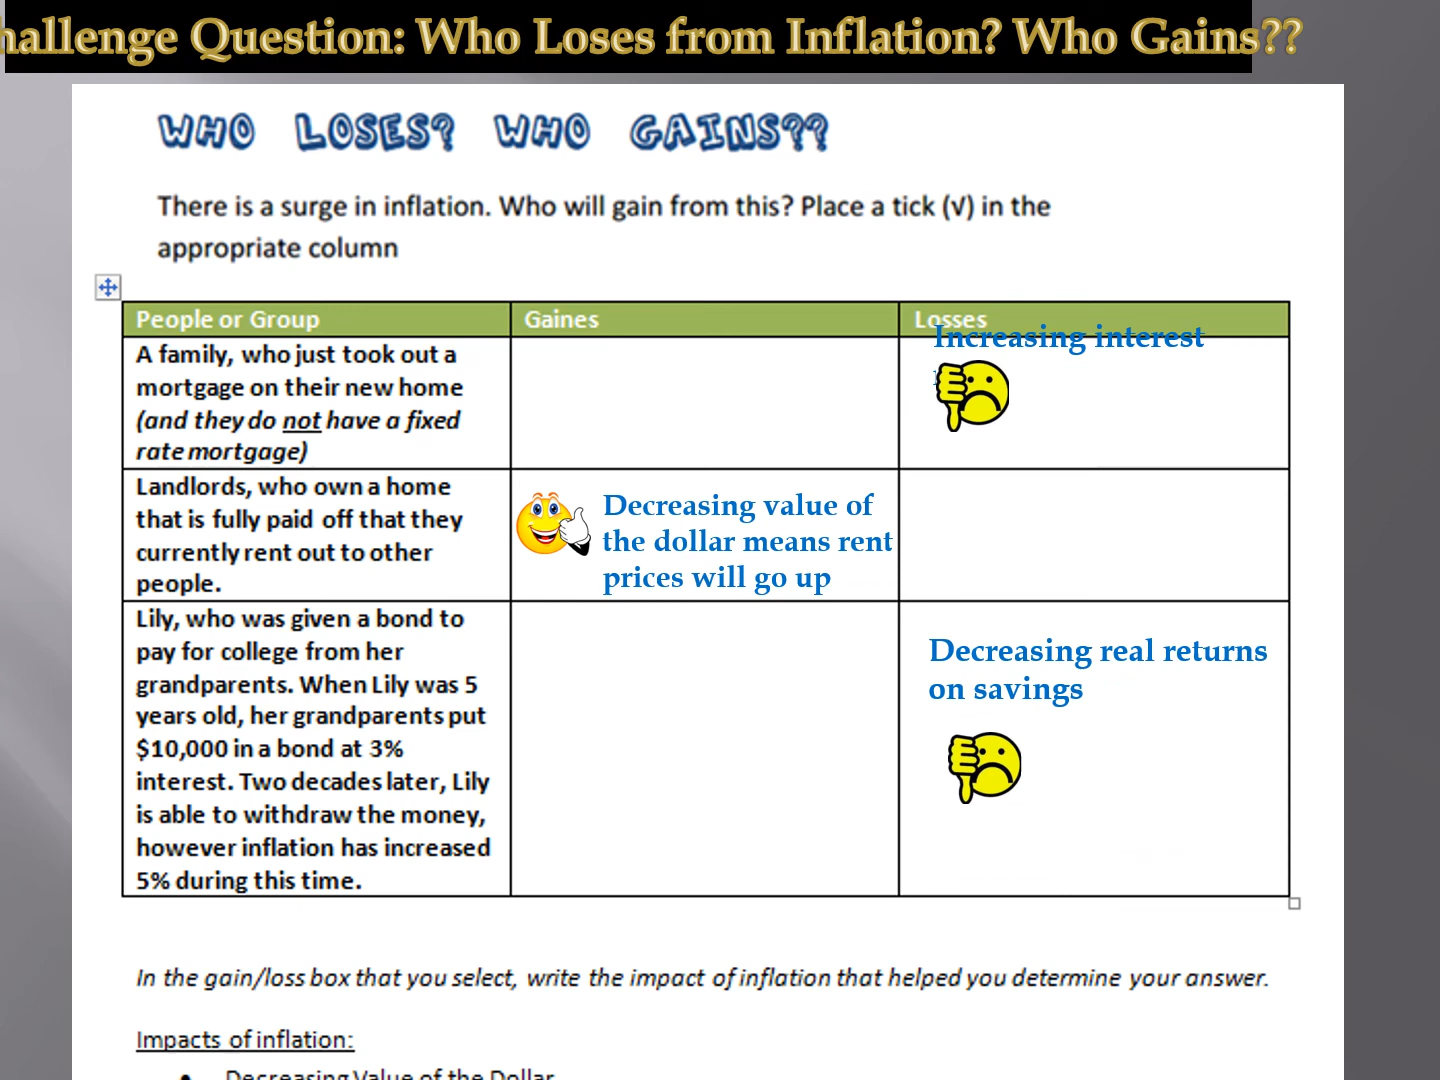 hallenge Question: Who Loses from Inflation? Who Gains??
WHO LOSES? WHO GAINS??
There is a surge in inflation. Who will gain from this? Place a tick (√) in the
appropriate column
People or Group
Gaines
Losses
A family, who just took out a
mortgage on their new home
(and they do not have a fixed
rate mortgage)
Increasing interest
Landlords, who own a home
that is fully paid off that they
currently rent out to other
people.
Decreasing value of
the dollar means rent
prices will go up
Lily, who was given a bond to
pay for college from her
grandparents. When Lily was 5
years old, her grandparents put
$10,000 in a bond at 3%
interest. Two decades later, Lily
is able to withdraw the money,
however inflation has increased
5% during this time.
Decreasing real returns
on savings
In the gain/loss box that you select, write the impact of inflation that helped you determine your answer.
Impacts of inflation:
• Decreasing Value of the Dollar